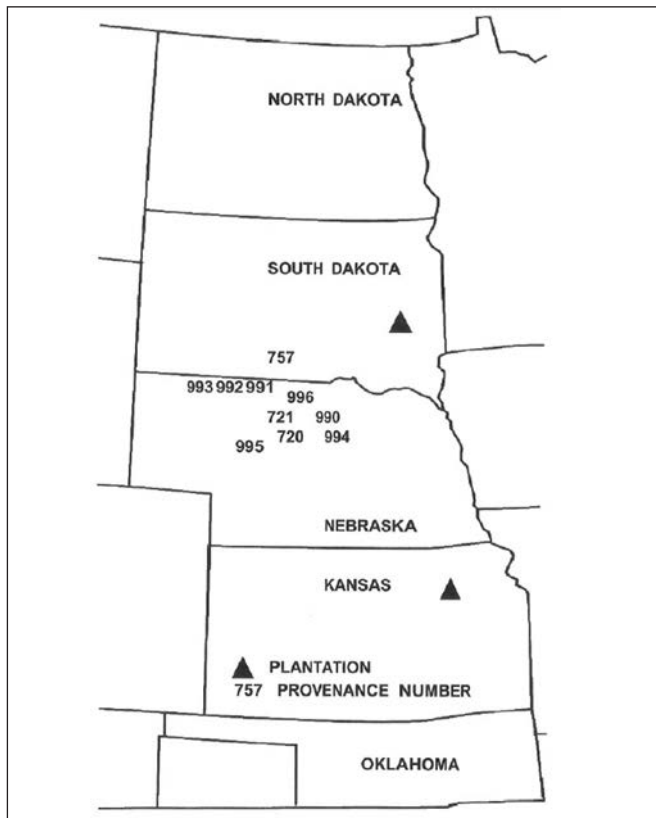 NORTH DAKOTA
SOUTH DAKOTA
757
993 992 991
996
721 990
720 994
995
NEBRASKA
KANSAS
PLANTATION
757 PROVENANCE NUMBER
OKLAHOMA